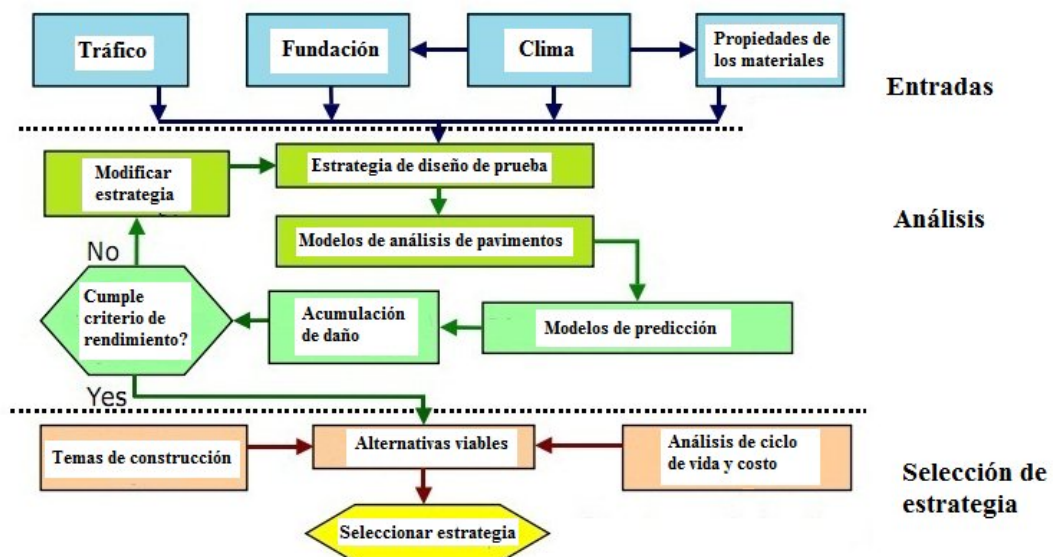 Tráfico
Fundación
Clima
Propiedades de
los materiales
Entradas
Modificar
estrategia
Estrategia de diseño de prueba
Análisis
Modelos de análisis de pavimentos
No
Cumple
criterio de
rendimiento?
Acumulación
de daño
Modelos de predicción
Yes
Temas de construcción
Alternativas viables
Análisis de ciclo
de vida y costo
Selección de
estrategia
Seleccionar estrategia